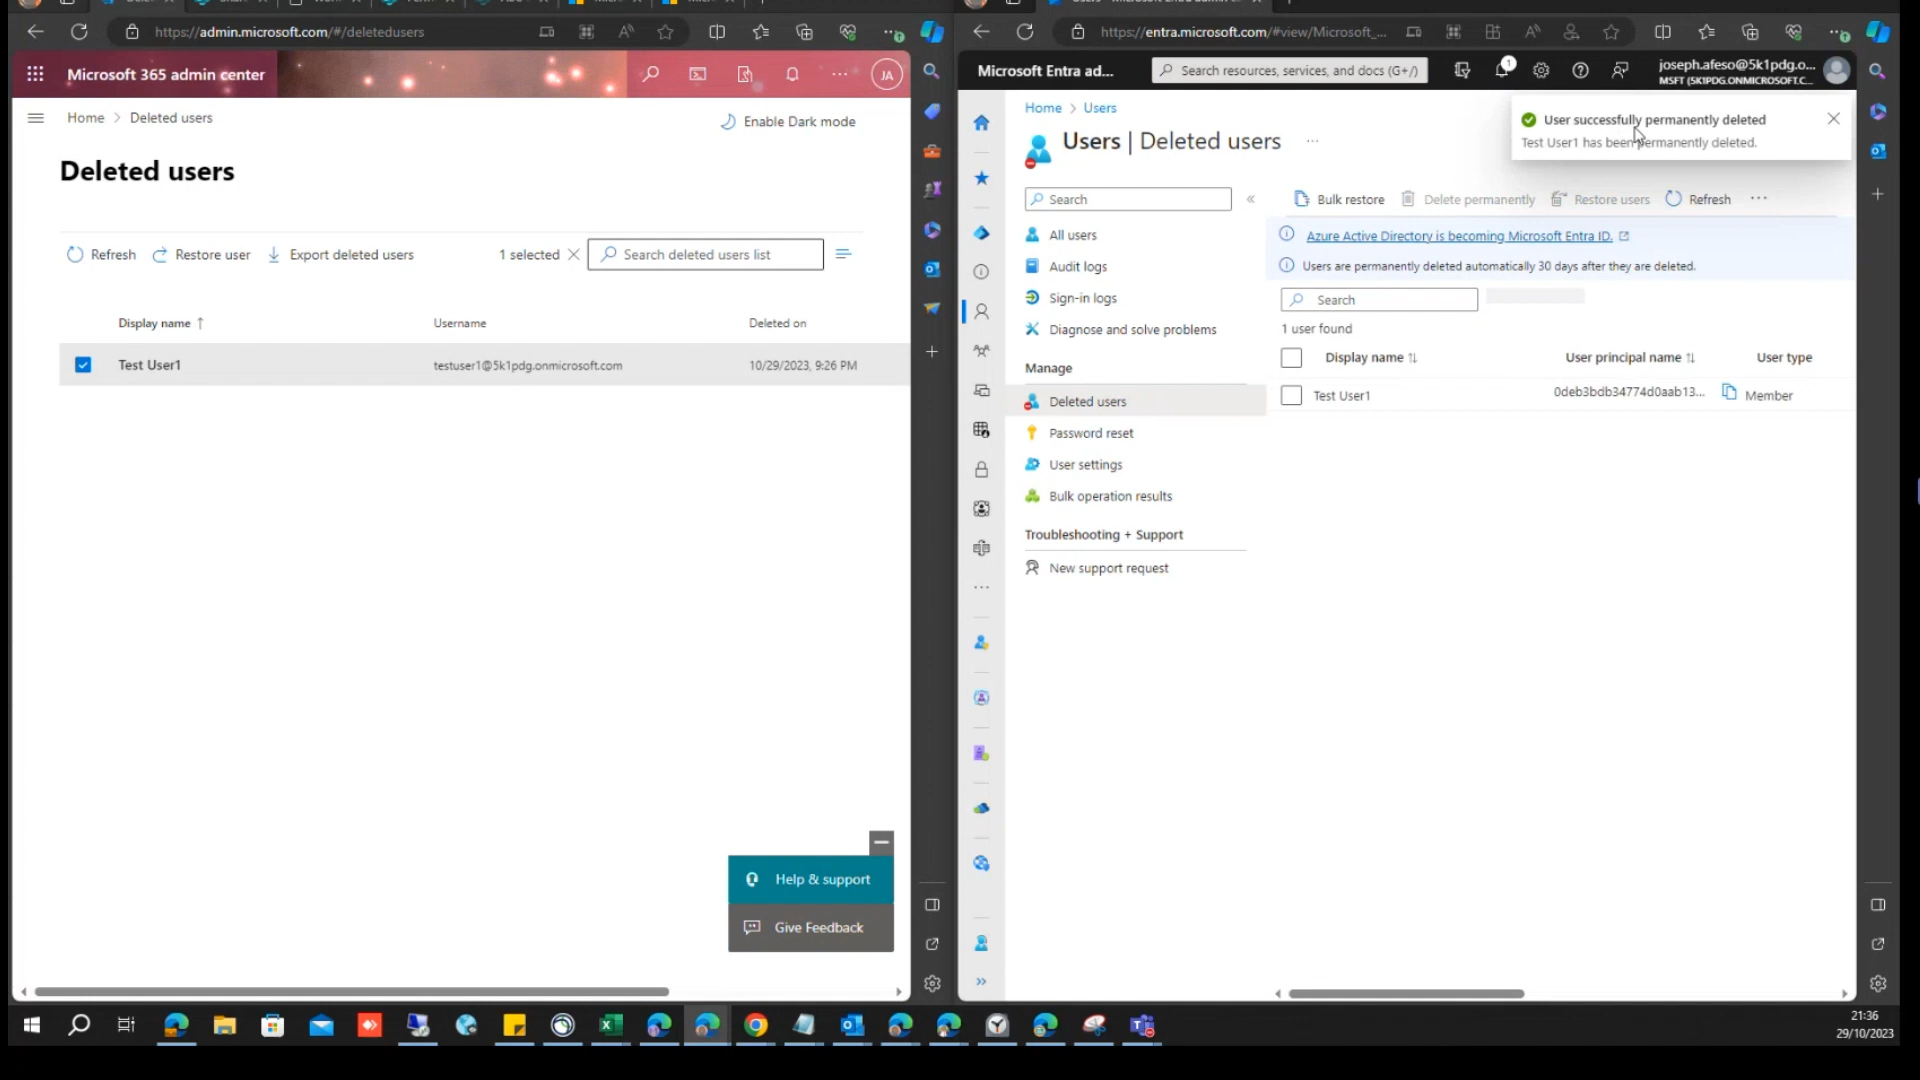 https://admin.microsoft.com/#/deletedusers
Microsoft 365 admin center
JA
Home > Deleted users
Enable Dark mode
Deleted users
Refresh
Restore user
Export deleted users
1 selected
Search deleted users list
Display name ↑
Username
Deleted on
Test User1
testuser1@5k1pdg.onmicrosoft.com
10/29/2023, 9:26 PM
Help & support
Give Feedback
https://entra.microsoft.com/#view/Microsoft_...
Microsoft Entra ad...
Search resources, services, and docs (G+/)
1
joseph.afeso@5k1pdg.o...
MSFT (5K1PDG.ONMICROSOFT.C...
Home > Users
User successfully permanently deleted
Test User1 has been permanently deleted.
Users | Deleted users
...
Search
«
Bulk restore
Delete permanently
Restore users
Refresh
...
All users
Audit logs
Sign-in logs
Diagnose and solve problems
Manage
Deleted users
Password reset
User settings
Bulk operation results
Troubleshooting + Support
New support request
Azure Active Directory is becoming Microsoft Entra ID.
Users are permanently deleted automatically 30 days after they are deleted.
Search
1 user found
Display name ↑↓
User principal name ↑↓
User type
Test User1
0deb3bdb34774d0aab13...
Member
21:36
29/10/2023